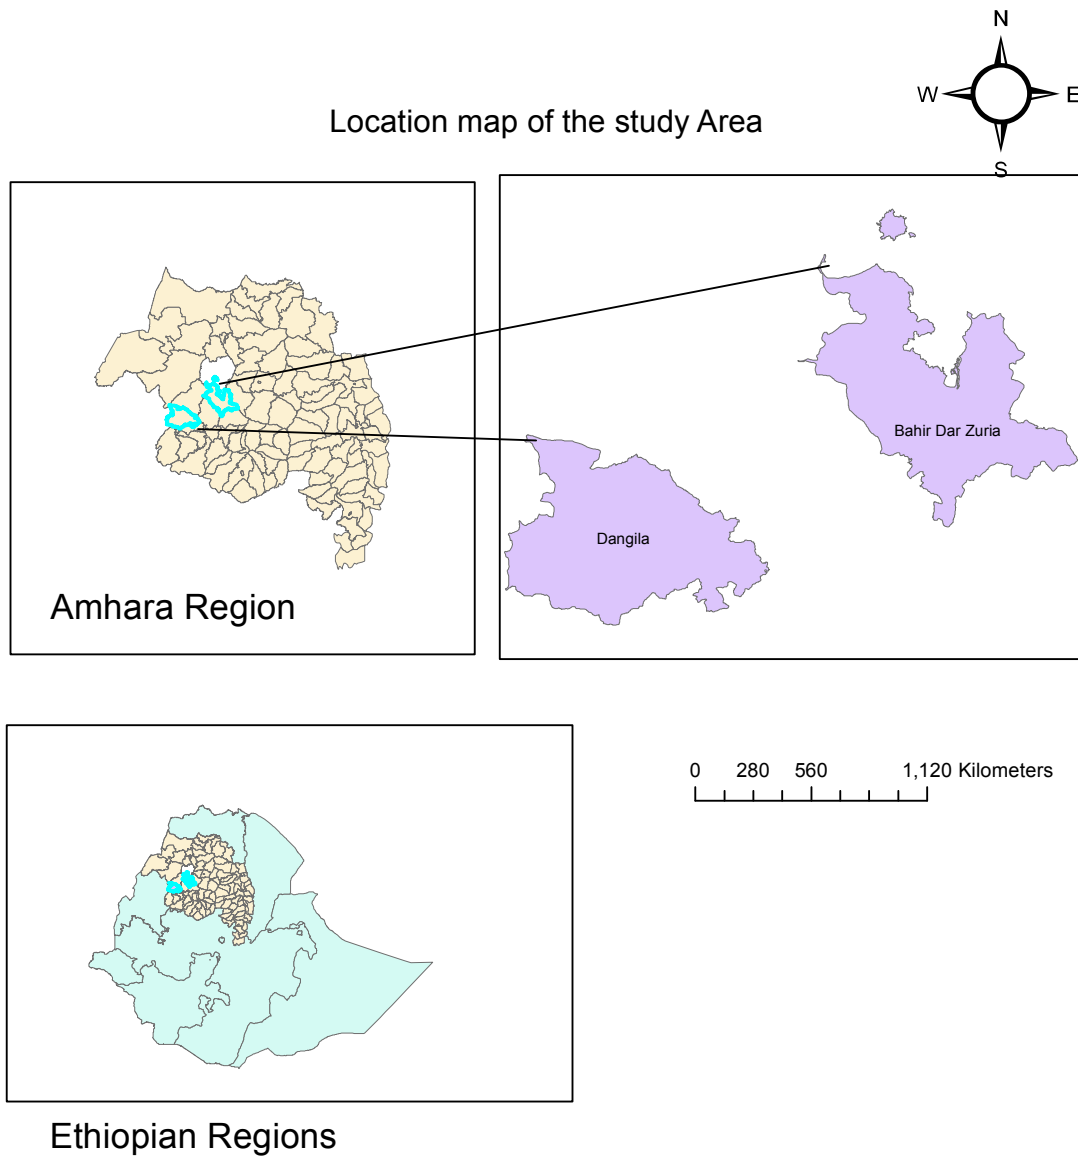 N
W E
S
Location map of the study Area
Amhara Region
Bahir Dar Zuria
Dangila
0 280 560 1,120 Kilometers
Ethiopian Regions